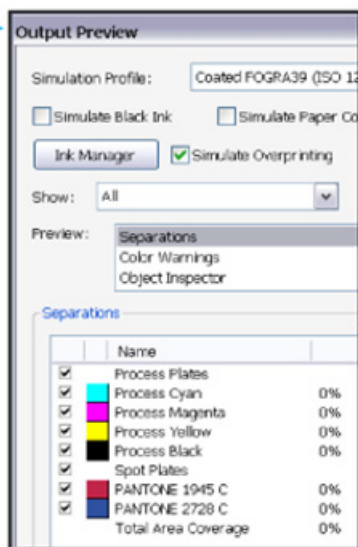 Output Preview
Simulation Profile: Coated FOGRA39 (ISO 12
Simulate Black Ink Simulate Paper Co
Ink Manager Simulate Overprinting
Show: All
Preview: Separations
Color Warnings
Object Inspector
Separations
Name
Process Plates
Process Cyan 0%
Process Magenta 0%
Process Yellow 0%
Process Black 0%
Spot Plates
PANTONE 1945 C 0%
PANTONE 2728 C 0%
Total Area Coverage 0%